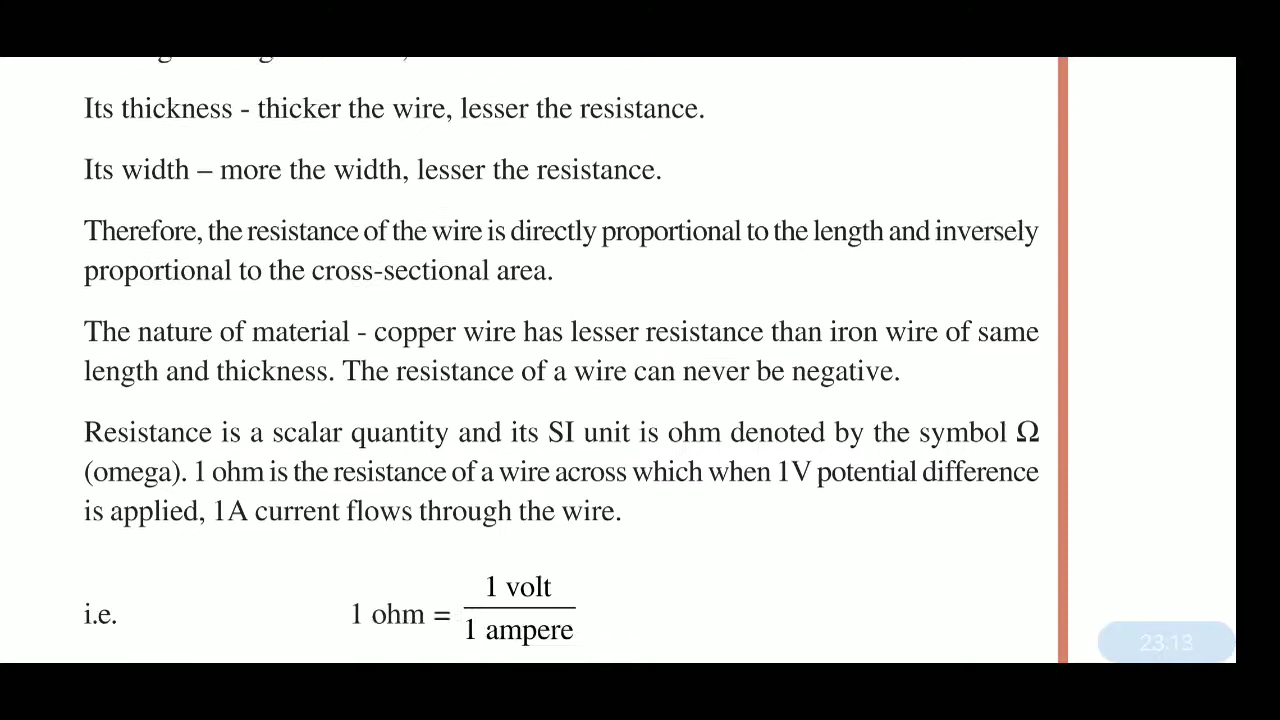 Its thickness - thicker the wire, lesser the resistance.
Its width – more the width, lesser the resistance.
Therefore, the resistance of the wire is directly proportional to the length and inversely
proportional to the cross-sectional area.
The nature of material - copper wire has lesser resistance than iron wire of same
length and thickness. The resistance of a wire can never be negative.
Resistance is a scalar quantity and its SI unit is ohm denoted by the symbol Ω
(omega). 1 ohm is the resistance of a wire across which when 1V potential difference
is applied, 1A current flows through the wire.
1 volt
i.e. 1 ohm =
1 ampere
23:13